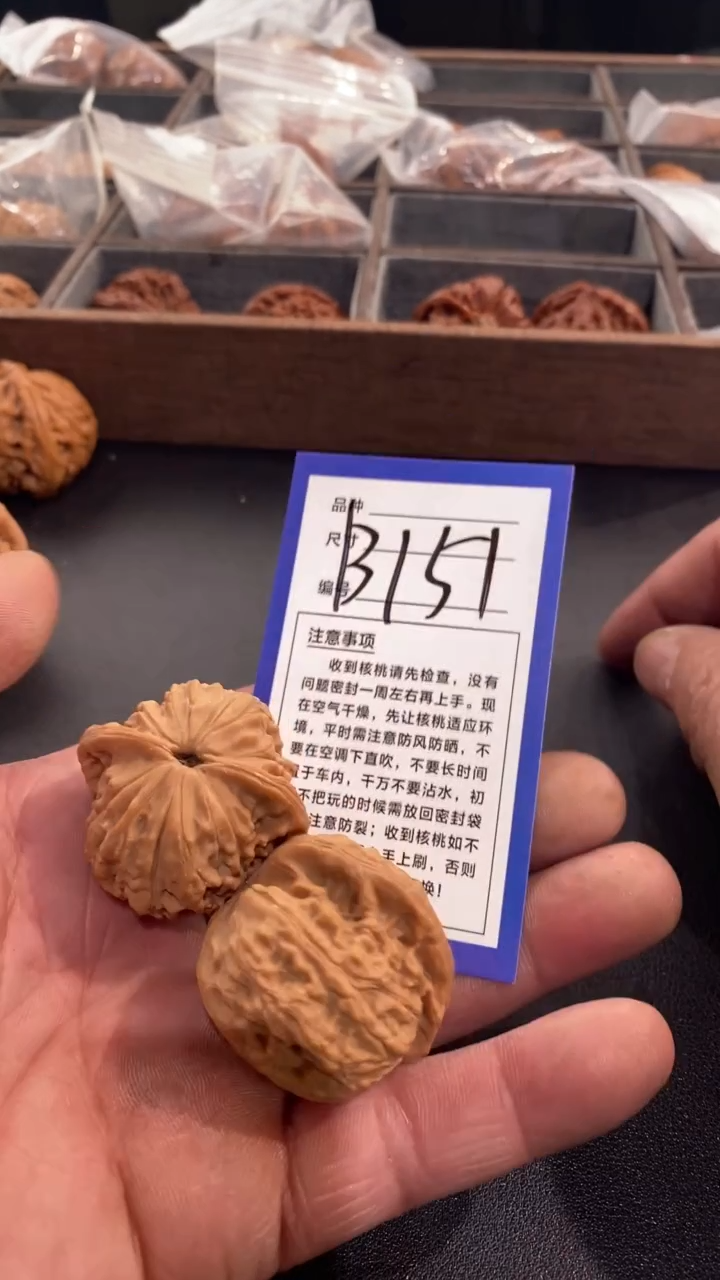 品种
尺寸
B151
编号
注意事项
收到核桃请先检查，没有
问题密封一周左右再上手。现
在空气干燥，先让核桃适应环
境，平时需注意防风防晒，不
要在空调下直吹，不要长时间
于车内，千万不要沾水，初
不把玩的时候需放回密封袋
注意防裂；收到核桃如不
手上刷，否则
换！